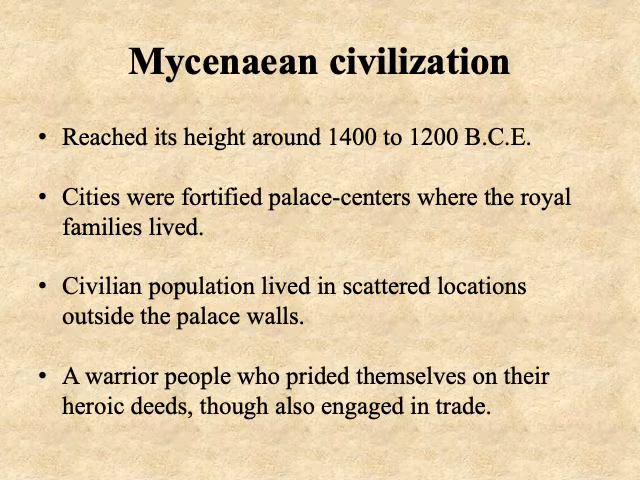 Mycenaean civilization
• Reached its height around 1400 to 1200 B.C.E.
• Cities were fortified palace-centers where the royal
families lived.
• Civilian population lived in scattered locations
outside the palace walls.
• A warrior people who prided themselves on their
heroic deeds, though also engaged in trade.